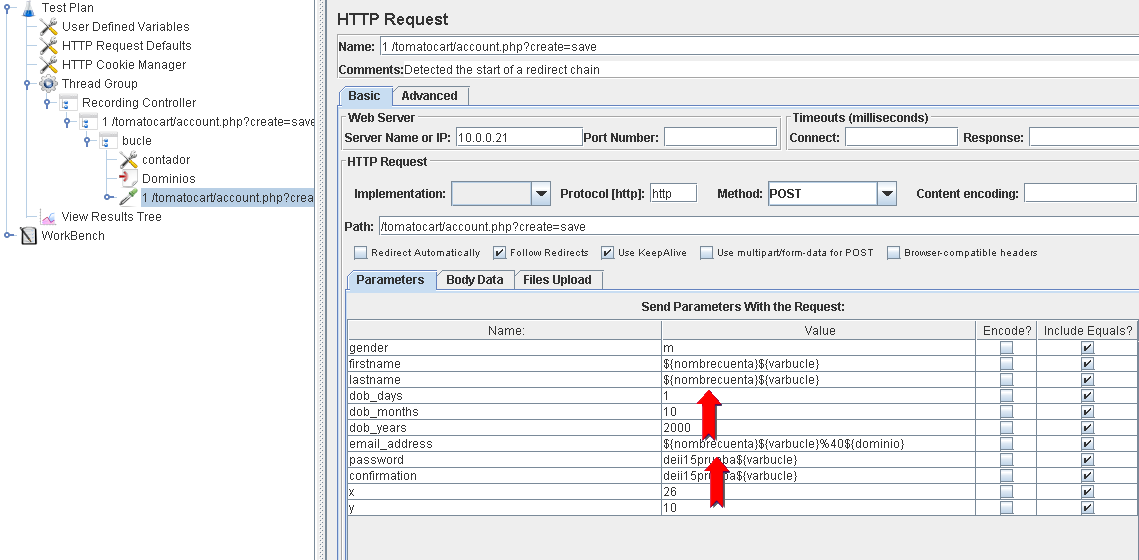 Test Plan
User Defined Variables
HTTP Request Defaults
HTTP Cookie Manager
Thread Group
Recording Controller
1 /tomatocart/account.php?create=save
bucle
contador
Dominios
1 /tomatocart/account.php?crea
View Results Tree
WorkBench
HTTP Request
Name: 1 /tomatocart/account.php?create=save
Comments: Detected the start of a redirect chain
Basic Advanced
Web Server Timeouts (milliseconds)
Server Name or IP: 10.0.0.21 Port Number: Connect: Response:
HTTP Request
Implementation: Protocol [http]: http Method: POST Content encoding:
Path: /tomatocart/account.php?create=save
Redirect Automatically Follow Redirects Use KeepAlive Use multipart/form-data for POST Browser-compatible headers
Parameters Body Data Files Upload
Send Parameters With the Request:
Name: Value Encode? Include Equals?
gender m
firstname ${nombrecuenta}${varbucle}
lastname ${nombrecuenta}${varbucle}
dob_days 1
dob_months 10
dob_years 2000
email_address ${nombrecuenta}${varbucle}%40${dominio}
password deii15prueba${varbucle}
confirmation deii15prueba${varbucle}
x 26
y 10